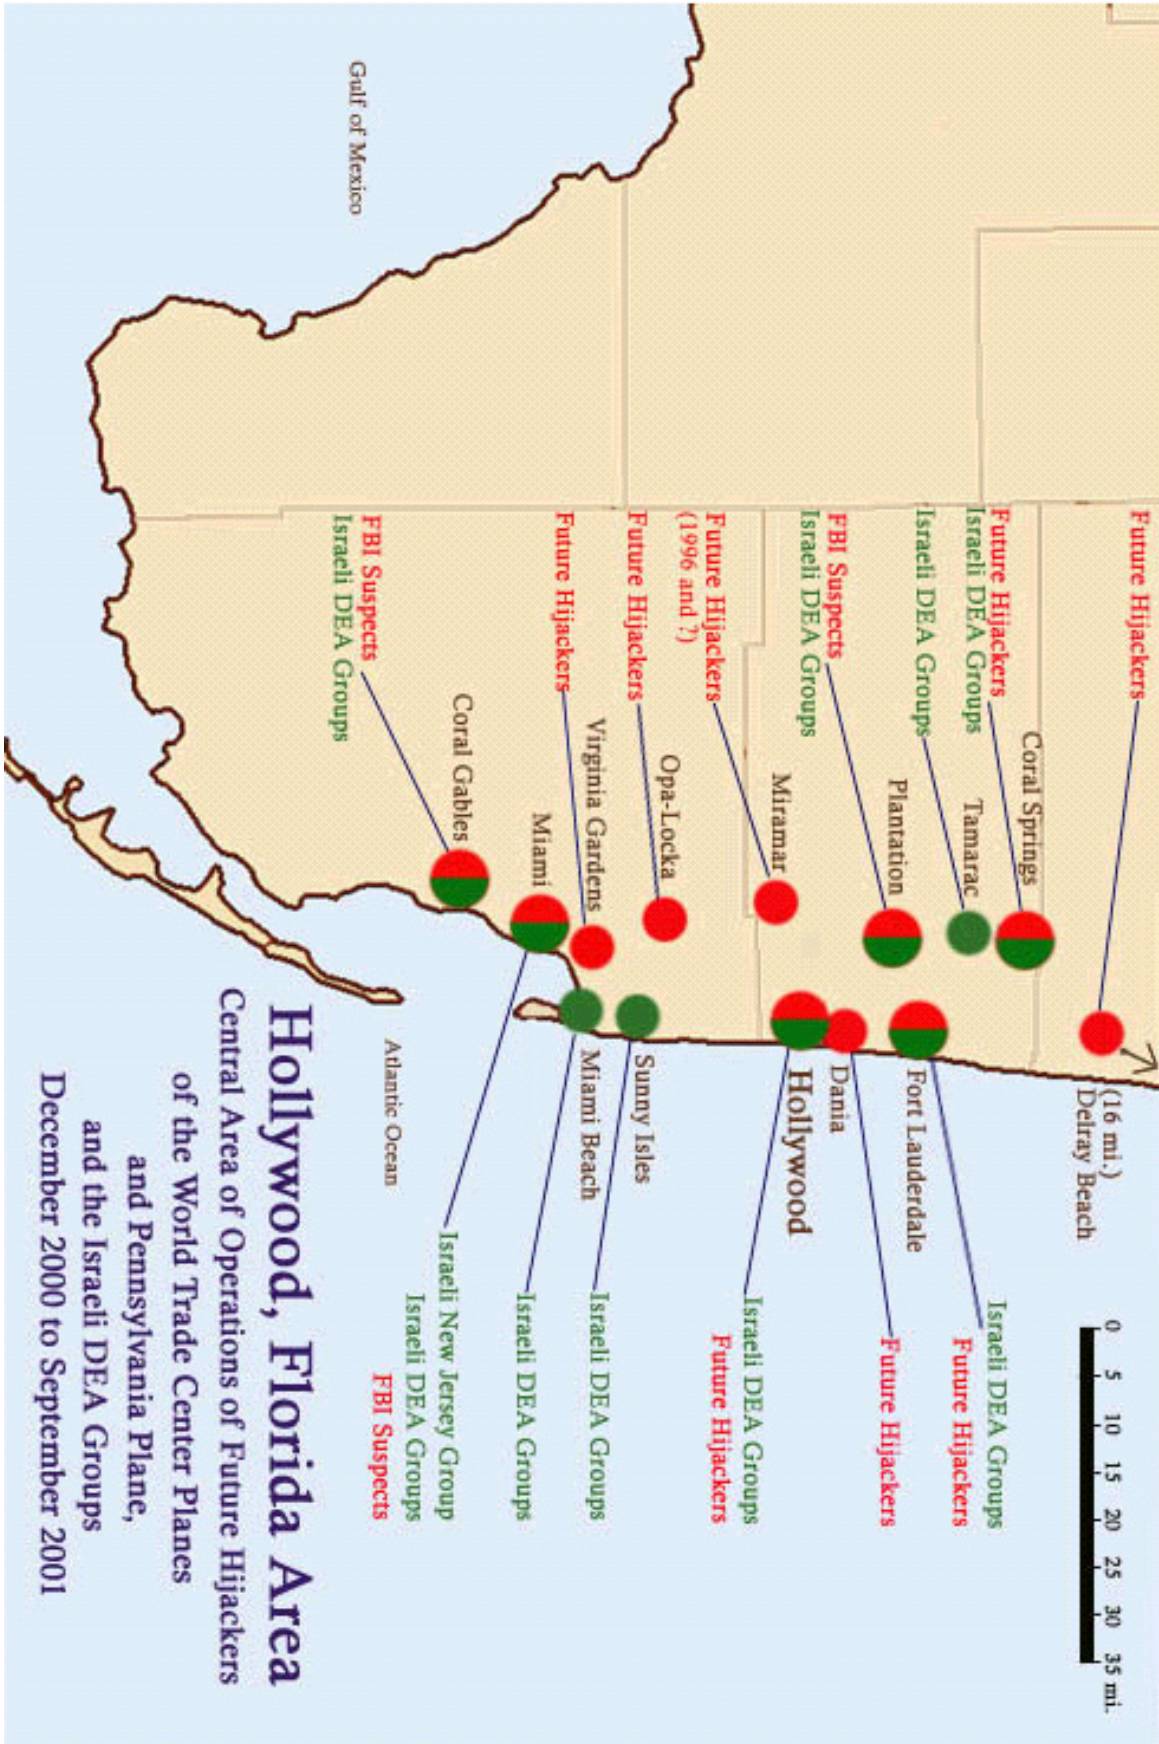 Gulf of Mexico
Future Hijackers
Future Hijackers
Israeli DEA Groups
Israeli DEA Groups
FBI Suspects
Israeli DEA Groups
Future Hijackers
(1996 and ?)
Future Hijackers
Future Hijackers
FBI Suspects
Israeli DEA Groups
Coral Springs
Tamarac
Plantation
Miramar
Opa-Locka
Virginia Gardens
Miami
Coral Gables
(16 mi.)
Delray Beach
Fort Lauderdale
Dania
Hollywood
Sunny Isles
Miami Beach
Atlantic Ocean
0 5 10 15 20 25 30 35 mi.
Israeli DEA Groups
Future Hijackers
Future Hijackers
Israeli DEA Groups
Future Hijackers
Israeli DEA Groups
Israeli DEA Groups
Israeli New Jersey Group
Israeli DEA Groups
FBI Suspects
Hollywood, Florida Area
Central Area of Operations of Future Hijackers
of the World Trade Center Planes
and Pennsylvania Plane,
and the Israeli DEA Groups
December 2000 to September 2001